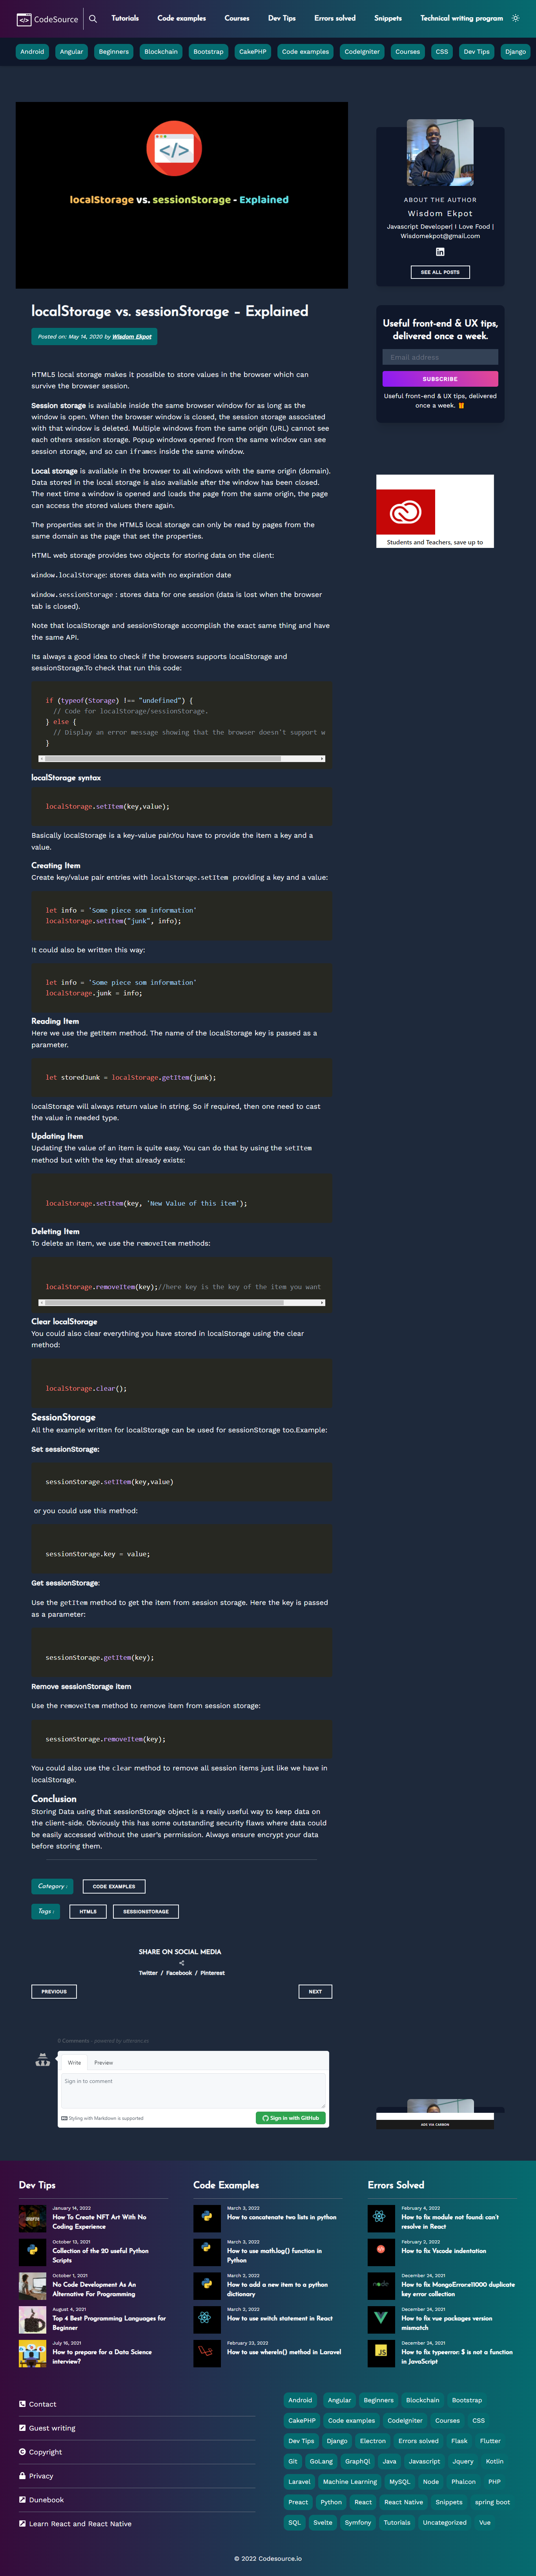 CodeSource
Tutorials Code examples Courses Dev Tips Errors solved Snippets Technical writing program
Android Angular Beginners Blockchain Bootstrap CakePHP Code examples CodeIgniter Courses CSS Dev Tips Django
localStorage vs. sessionStorage - Explained
ABOUT THE AUTHOR
Wisdom Ekpot
Javascript Developer| I Love Food |
Wisdomekpot@gmail.com
SEE ALL POSTS
Useful front-end & UX tips,
delivered once a week.
Email address
SUBSCRIBE
Useful front-end & UX tips, delivered
once a week.
Students and Teachers, save up to
localStorage vs. sessionStorage – Explained
Posted on: May 14, 2020 by Wisdom Ekpot
HTML5 local storage makes it possible to store values in the browser which can
survive the browser session.
Session storage is available inside the same browser window for as long as the
window is open. When the browser window is closed, the session storage associated
with that window is deleted. Multiple windows from the same origin (URL) cannot see
each others session storage. Popup windows opened from the same window can see
session storage, and so can iframes inside the same window.
Local storage is available in the browser to all windows with the same origin (domain).
Data stored in the local storage is also available after the window has been closed.
The next time a window is opened and loads the page from the same origin, the page
can access the stored values there again.
The properties set in the HTML5 local storage can only be read by pages from the
same domain as the page that set the properties.
HTML web storage provides two objects for storing data on the client:
window.localStorage: stores data with no expiration date
window.sessionStorage : stores data for one session (data is lost when the browser
tab is closed).
Note that localStorage and sessionStorage accomplish the exact same thing and have
the same API.
Its always a good idea to check if the browsers supports localStorage and
sessionStorage.To check that run this code:
if (typeof(Storage) !== "undefined") {
// Code for localStorage/sessionStorage.
} else {
// Display an error message showing that the browser doesn't support w
}
localStorage syntax
localStorage.setItem(key,value);
Basically localStorage is a key-value pair.You have to provide the item a key and a
value.
Creating Item
Create key/value pair entries with localStorage.setItem providing a key and a value:
let info = 'Some piece som information'
localStorage.setItem("junk", info);
It could also be written this way:
let info = 'Some piece som information'
localStorage.junk = info;
Reading Item
Here we use the getItem method. The name of the localStorage key is passed as a
parameter.
let storedJunk = localStorage.getItem(junk);
localStorage will always return value in string. So if required, then one need to cast
the value in needed type.
Updating Item
Updating the value of an item is quite easy. You can do that by using the setItem
method but with the key that already exists:
localStorage.setItem(key, 'New Value of this item');
Deleting Item
To delete an item, we use the removeItem methods:
localStorage.removeItem(key);//here key is the key of the item you want
Clear localStorage
You could also clear everything you have stored in localStorage using the clear
method:
localStorage.clear();
SessionStorage
All the example written for localStorage can be used for sessionStorage too.Example:
Set sessionStorage:
sessionStorage.setItem(key,value)
or you could use this method:
sessionStorage.key = value;
Get sessionStorage:
Use the getItem method to get the item from session storage. Here the key is passed
as a parameter:
sessionStorage.getItem(key);
Remove sessionStorage item
Use the removeItem method to remove item from session storage:
sessionStorage.removeItem(key);
You could also use the clear method to remove all session items just like we have in
localStorage.
Conclusion
Storing Data using that sessionStorage object is a really useful way to keep data on
the client-side. Obviously this has some outstanding security flaws where data could
be easily accessed without the user's permission. Always ensure encrypt your data
before storing them.
Category :
CODE EXAMPLES
Tags :
HTML5
SESSIONSTORAGE
SHARE ON SOCIAL MEDIA
Twitter / Facebook / Pinterest
PREVIOUS
NEXT
0 Comments - powered by utteranc.es
Write Preview
Sign in to comment
Styling with Markdown is supported
Sign in with GitHub
ADS VIA CARBON
Dev Tips
January 14, 2022
How To Create NFT Art With No
Coding Experience
October 13, 2021
Collection of the 20 useful Python
Scripts
October 1, 2021
No Code Development As An
Alternative For Programming
August 4, 2021
Top 4 Best Programming Languages for
Beginner
July 16, 2021
How to prepare for a Data Science
interview?
Code Examples
March 3, 2022
How to concatenate two lists in python
March 3, 2022
How to use math.log() function in
Python
March 2, 2022
How to add a new item to a python
dictionary
March 2, 2022
How to use switch statement in React
February 23, 2022
How to use whereIn() method in Laravel
Errors Solved
February 4, 2022
How to fix module not found: can't
resolve in React
February 2, 2022
How to fix Vscode indentation
December 24, 2021
How to fix MongoError:e11000 duplicate
key error collection
December 24, 2021
How to fix vue packages version
mismatch
December 24, 2021
How to fix typeerror: $ is not a function
in JavaScript
Contact
Guest writing
Copyright
Privacy
Dunebook
Learn React and React Native
Android Angular Beginners Blockchain Bootstrap
CakePHP Code examples CodeIgniter Courses CSS
Dev Tips Django Electron Errors solved Flask Flutter
Git GoLang GraphQl Java Javascript Jquery Kotlin
Laravel Machine Learning MySQL Node Phalcon PHP
Preact Python React React Native Snippets spring boot
SQL Svelte Symfony Tutorials Uncategorized Vue
© 2022 Codesource.io